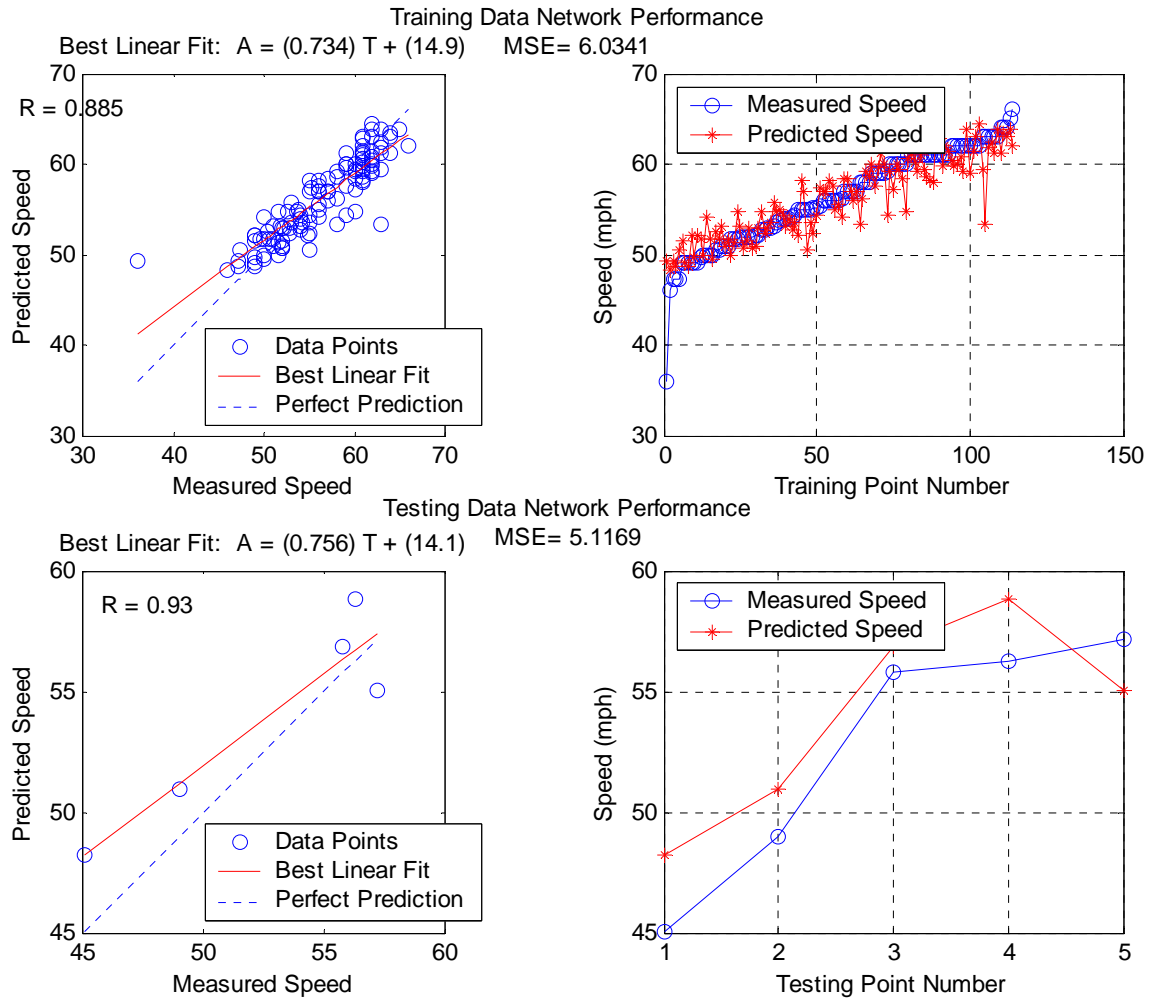 Training Data Network Performance
Best Linear Fit: A = (0.734) T + (14.9) MSE= 6.0341
R = 0.885
70
60
50
40
30
Predicted Speed
30 40 50 60 70
Measured Speed
Data Points
Best Linear Fit
Perfect Prediction
70
60
50
40
30
Speed (mph)
0 50 100 150
Training Point Number
Measured Speed
Predicted Speed
Testing Data Network Performance
Best Linear Fit: A = (0.756) T + (14.1) MSE= 5.1169
R = 0.93
60
55
50
45
Predicted Speed
45 50 55 60
Measured Speed
Data Points
Best Linear Fit
Perfect Prediction
60
55
50
45
Speed (mph)
1 2 3 4 5
Testing Point Number
Measured Speed
Predicted Speed